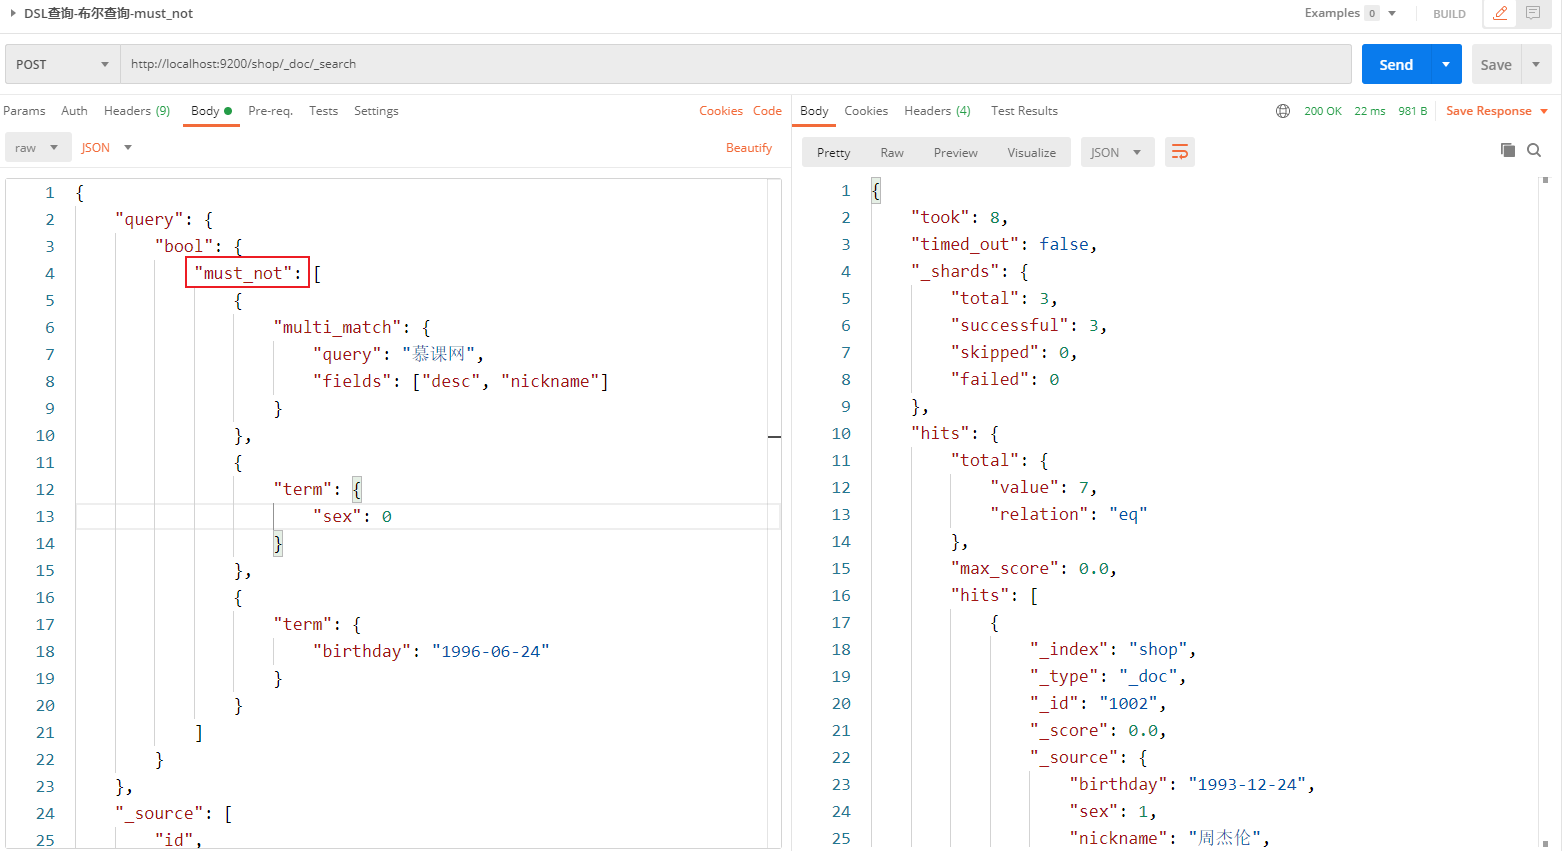 DSL查询-布尔查询-must_not
Examples 0 BUILD
POST http://localhost:9200/shop/_doc/_search Send Save
Params Auth Headers (9) Body Pre-req. Tests Settings Cookies Code
raw JSON Beautify
1 {
2 "query": {
3 "bool": {
4 "must_not": [
5 {
6 "multi_match": {
7 "query": "慕课网",
8 "fields": ["desc", "nickname"]
9 }
10 },
11 {
12 "term": {
13 "sex": 0
14 }
15 },
16 {
17 "term": {
18 "birthday": "1996-06-24"
19 }
20 }
21 ]
22 }
23 },
24 "_source": [
25 "id",
Body Cookies Headers (4) Test Results 200 OK 22 ms 981 B Save Response
Pretty Raw Preview Visualize JSON
1 {
2 "took": 8,
3 "timed_out": false,
4 "_shards": {
5 "total": 3,
6 "successful": 3,
7 "skipped": 0,
8 "failed": 0
9 },
10 "hits": {
11 "total": {
12 "value": 7,
13 "relation": "eq"
14 },
15 "max_score": 0.0,
16 "hits": [
17 {
18 "_index": "shop",
19 "_type": "_doc",
20 "_id": "1002",
21 "_score": 0.0,
22 "_source": {
23 "birthday": "1993-12-24",
24 "sex": 1,
25 "nickname": "周杰伦",